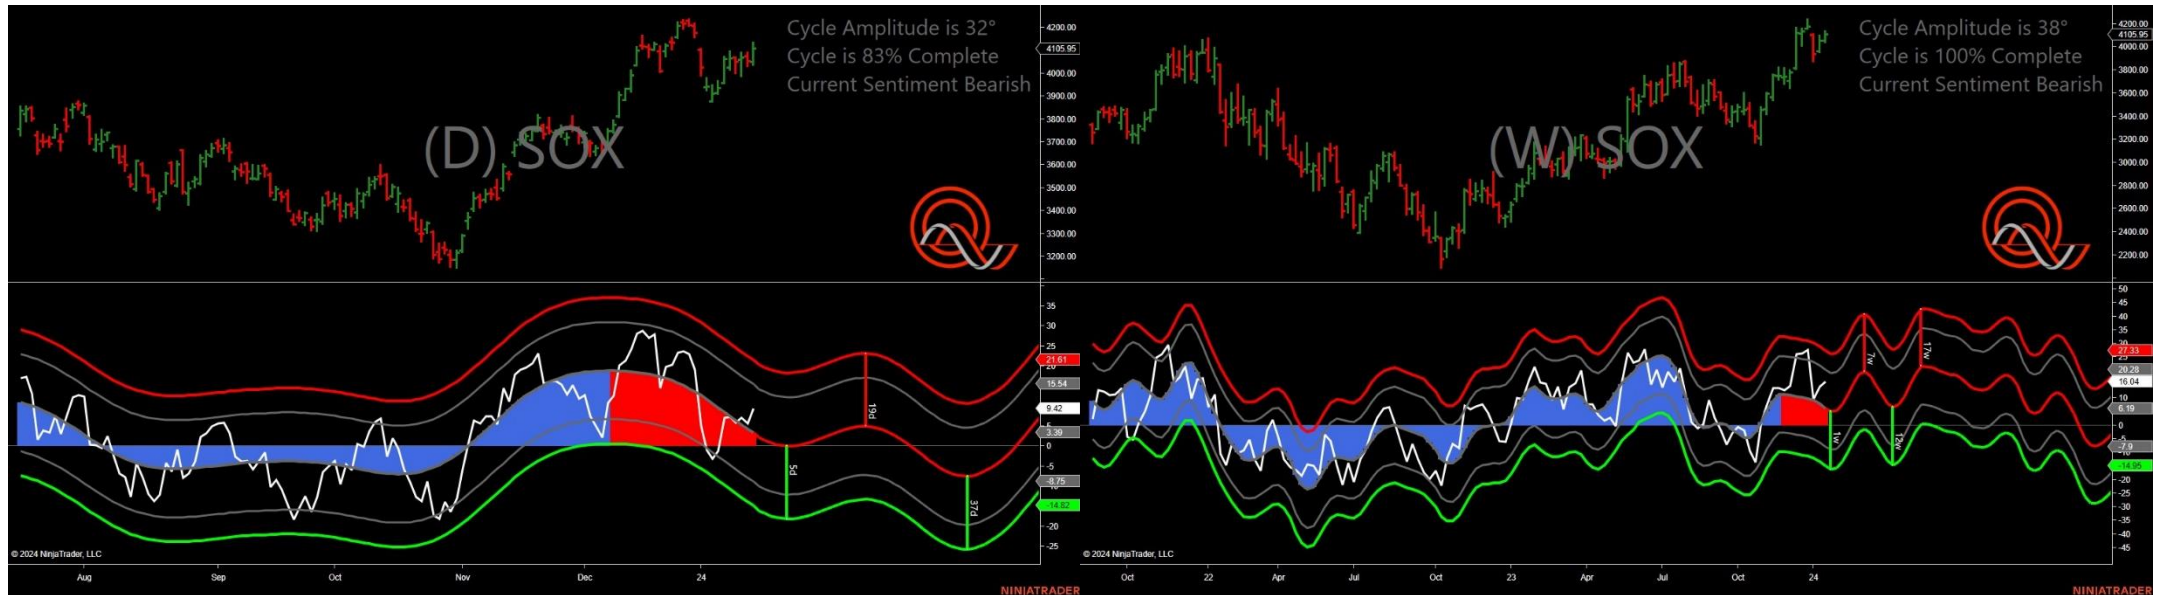 Cycle Amplitude is 32°
Cycle is 83% Complete
Current Sentiment Bearish
(D) SOX
4200.00
4105.95
4000.00
3900.00
3800.00
3700.00
3600.00
3500.00
3400.00
3300.00
3200.00
35
30
25
21.61
20
15.54
9.42
5
3.39
0
-5
-8.75
-14.82
-20
-25
19d
5d
37d
© 2024 NinjaTrader, LLC
Aug
Sep
Oct
Nov
Dec
24
NINJATRADER
Cycle Amplitude is 38°
Cycle is 100% Complete
Current Sentiment Bearish
(W) SOX
4200.00
4105.95
4000.00
3800.00
3600.00
3400.00
3200.00
3000.00
2800.00
2600.00
2400.00
2200.00
50
45
40
35
30
27.33
25
20.28
16.04
10
6.19
0
-7.9
-14.95
-20
-25
-30
-35
-40
-45
7w
17w
1w
12w
© 2024 NinjaTrader, LLC
Oct
22
Apr
Jul
Oct
23
Apr
Jul
Oct
24
NINJATRADER